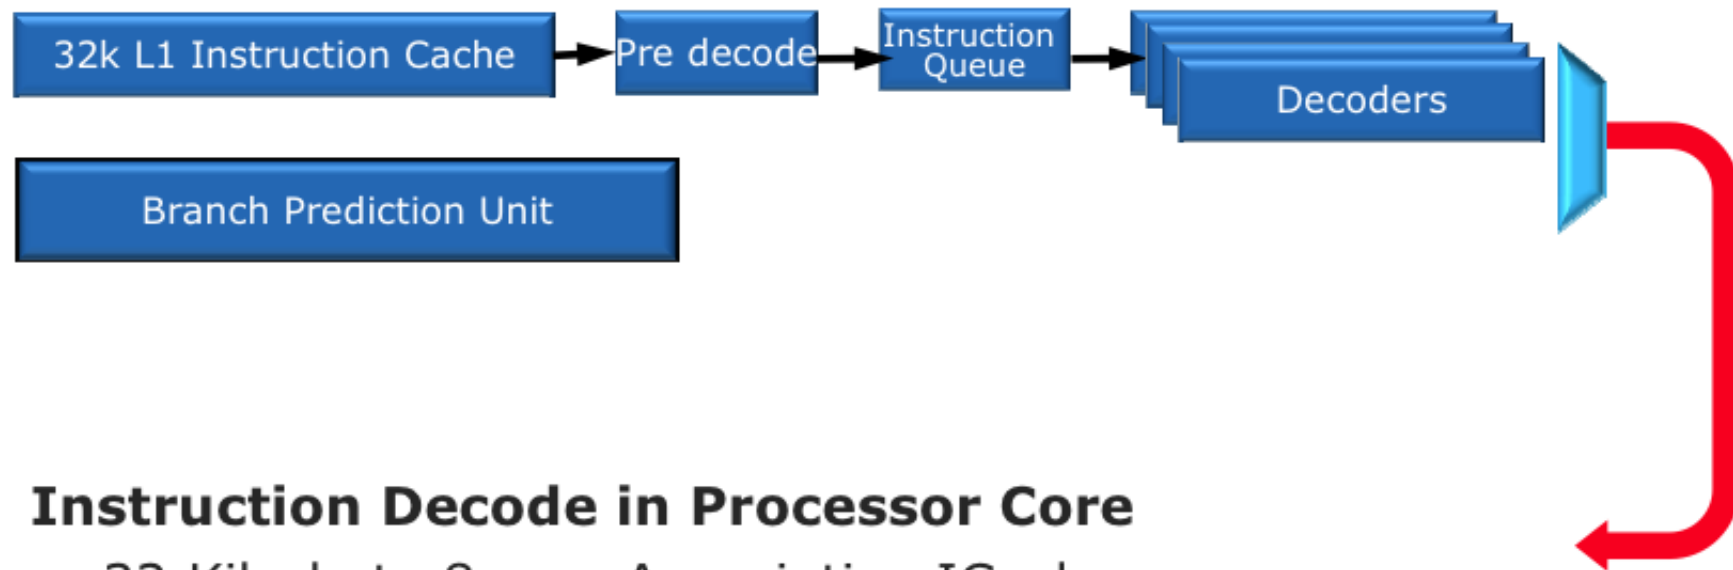 32k L1 Instruction Cache
Pre decode
Instruction
Queue
Decoders
Branch Prediction Unit
Instruction Decode in Processor Core